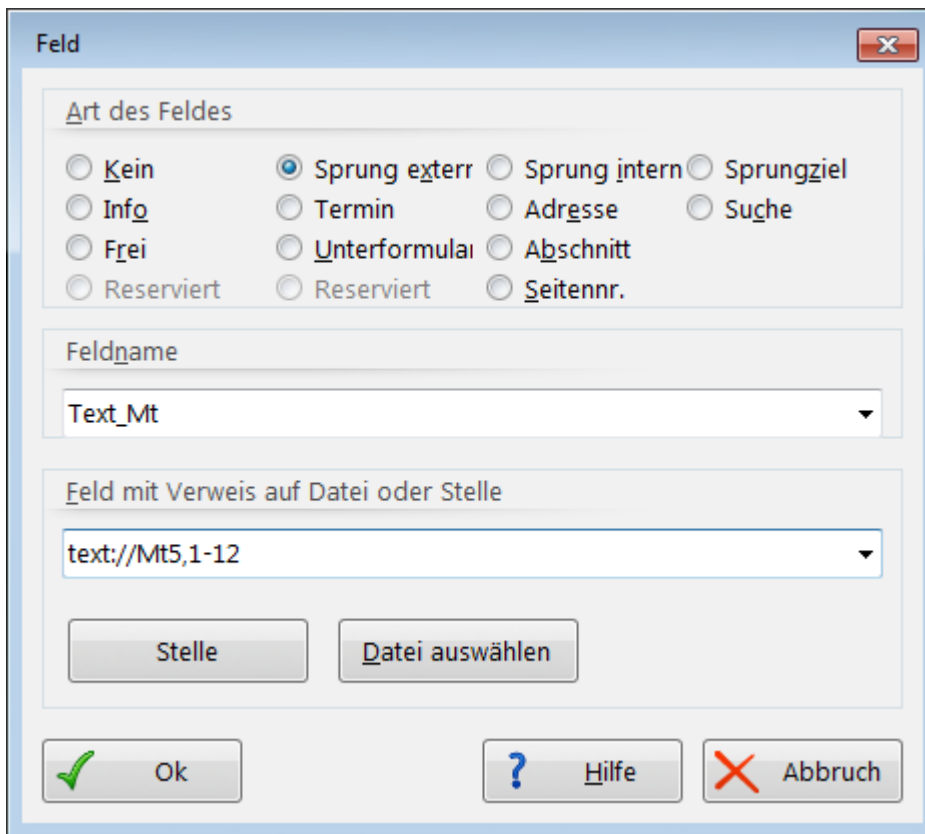 Feld
Art des Feldes
Kein Sprung exterr Sprung intern Sprungziel
Info Termin Adresse Suche
Frei Unterformular Abschnitt
Reserviert Reserviert Seitennr.
Feldname
Text_Mt
Feld mit Verweis auf Datei oder Stelle
text://Mt5,1-12
Stelle Datei auswählen
Ok Hilfe Abbruch